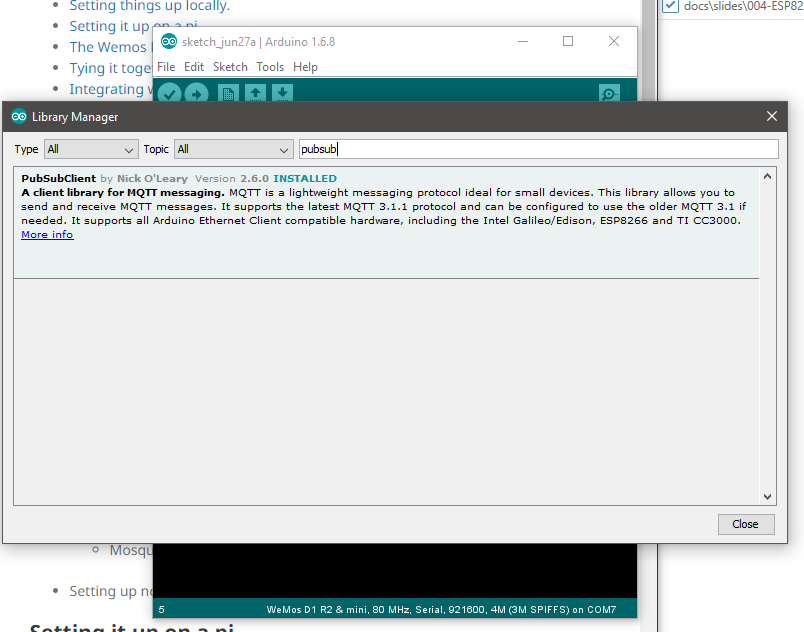 Setting things up locally.
docs\slides\004-ESP82
Setting it up on a pi
sketch_jun27a | Arduino 1.6.8
The Wemos
Tying it toge
File Edit Sketch Tools Help
Integrating
Library Manager
Type All Topic All pubsub
PubSubClient by Nick O'Leary Version 2.6.0 INSTALLED
A client library for MQTT messaging. MQTT is a lightweight messaging protocol ideal for small devices. This library allows you to
send and receive MQTT messages. It supports the latest MQTT 3.1.1 protocol and can be configured to use the older MQTT 3.1 if
needed. It supports all Arduino Ethernet Client compatible hardware, including the Intel Galileo/Edison, ESP8266 and TI CC3000.
More info
Close
Mosqu
Setting up no
5 WeMos D1 R2 & mini, 80 MHz, Serial, 921600, 4M (3M SPIFFS) on COM7
Setting it up on a pi